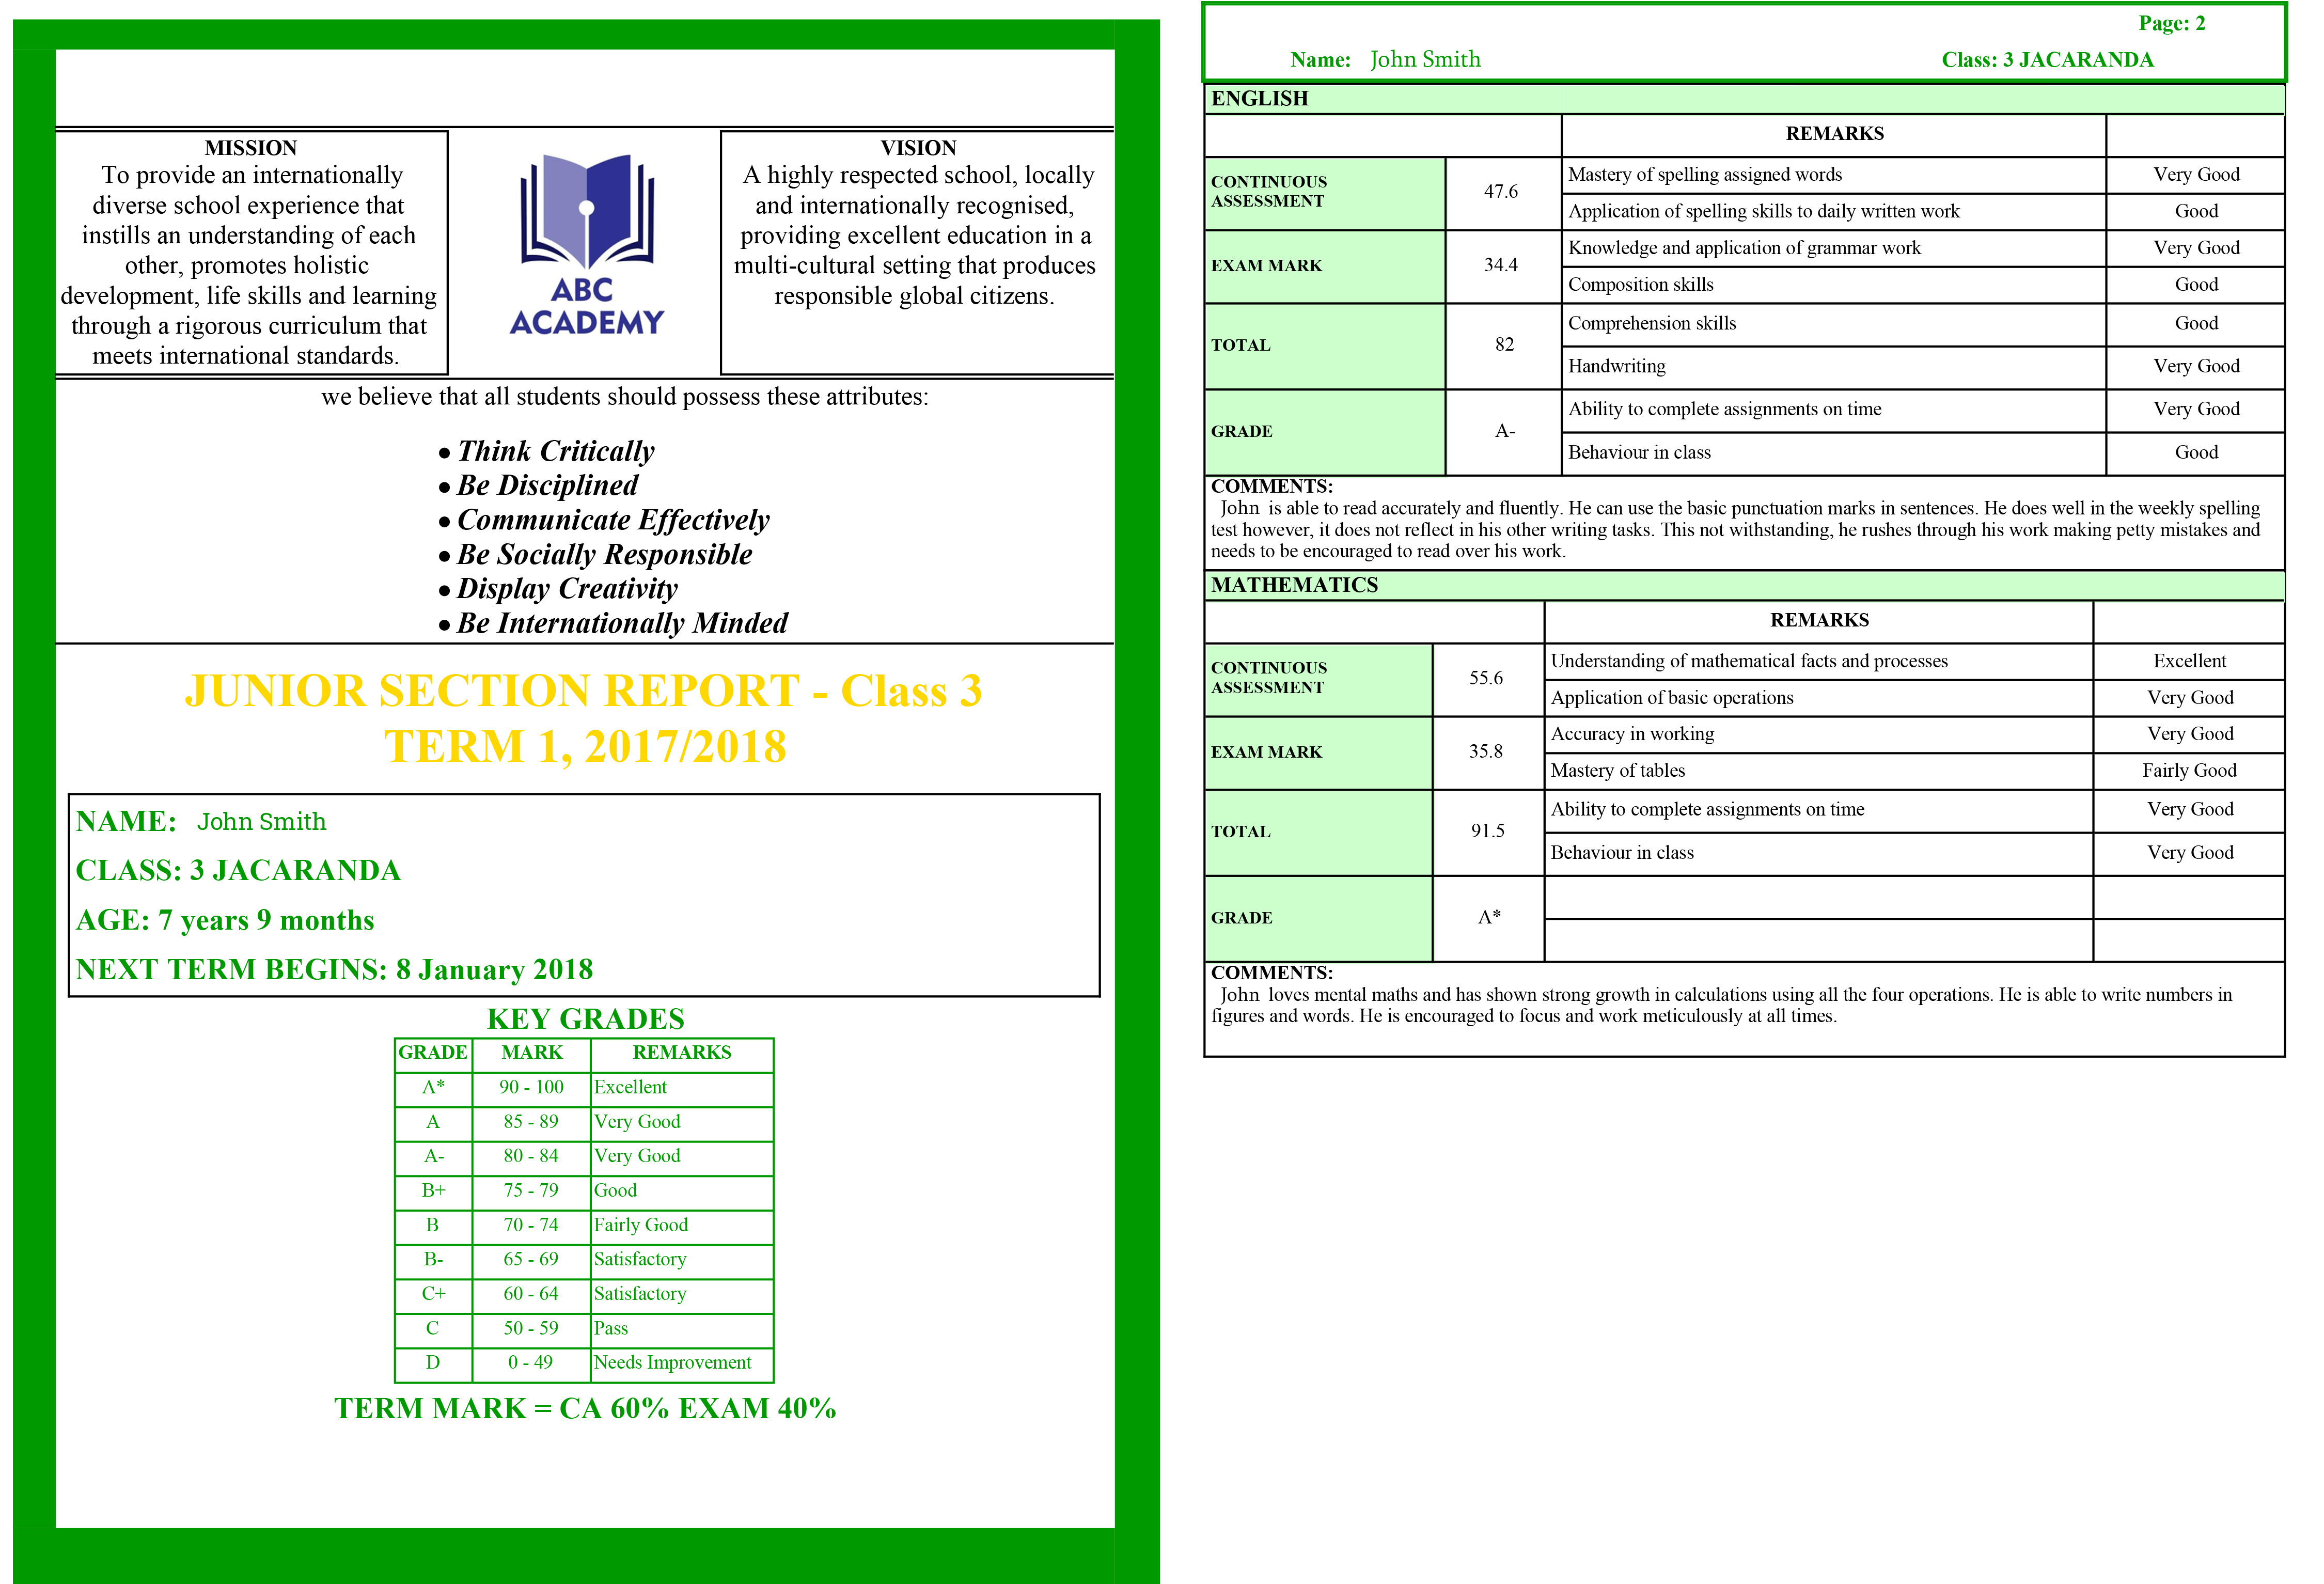 MISSION
To provide an internationally
diverse school experience that
instills an understanding of each
other, promotes holistic
development, life skills and learning
through a rigorous curriculum that
meets international standards.
ABC
ACADEMY
VISION
A highly respected school, locally
and internationally recognised,
providing excellent education in a
multi-cultural setting that produces
responsible global citizens.
we believe that all students should possess these attributes:
• Think Critically
• Be Disciplined
• Communicate Effectively
• Be Socially Responsible
• Display Creativity
• Be Internationally Minded
JUNIOR SECTION REPORT - Class 3
TERM 1, 2017/2018
NAME: John Smith
CLASS: 3 JACARANDA
AGE: 7 years 9 months
NEXT TERM BEGINS: 8 January 2018
KEY GRADES
GRADE MARK REMARKS
A* 90 - 100 Excellent
A 85 - 89 Very Good
A- 80 - 84 Very Good
B+ 75 - 79 Good
B 70 - 74 Fairly Good
B- 65 - 69 Satisfactory
C+ 60 - 64 Satisfactory
C 50 - 59 Pass
D 0 - 49 Needs Improvement
TERM MARK = CA 60% EXAM 40%
Page: 2
Name: John Smith Class: 3 JACARANDA
ENGLISH
REMARKS
CONTINUOUS
ASSESSMENT
47.6
Mastery of spelling assigned words Very Good
Application of spelling skills to daily written work Good
EXAM MARK 34.4
Knowledge and application of grammar work Very Good
Composition skills Good
TOTAL 82
Comprehension skills Good
Handwriting Very Good
GRADE A-
Ability to complete assignments on time Very Good
Behaviour in class Good
COMMENTS:
John is able to read accurately and fluently. He can use the basic punctuation marks in sentences. He does well in the weekly spelling
test however, it does not reflect in his other writing tasks. This not withstanding, he rushes through his work making petty mistakes and
needs to be encouraged to read over his work.
MATHEMATICS
REMARKS
CONTINUOUS
ASSESSMENT
55.6
Understanding of mathematical facts and processes Excellent
Application of basic operations Very Good
EXAM MARK 35.8
Accuracy in working Very Good
Mastery of tables Fairly Good
TOTAL 91.5
Ability to complete assignments on time Very Good
Behaviour in class Very Good
GRADE A*
COMMENTS:
John loves mental maths and has shown strong growth in calculations using all the four operations. He is able to write numbers in
figures and words. He is encouraged to focus and work meticulously at all times.